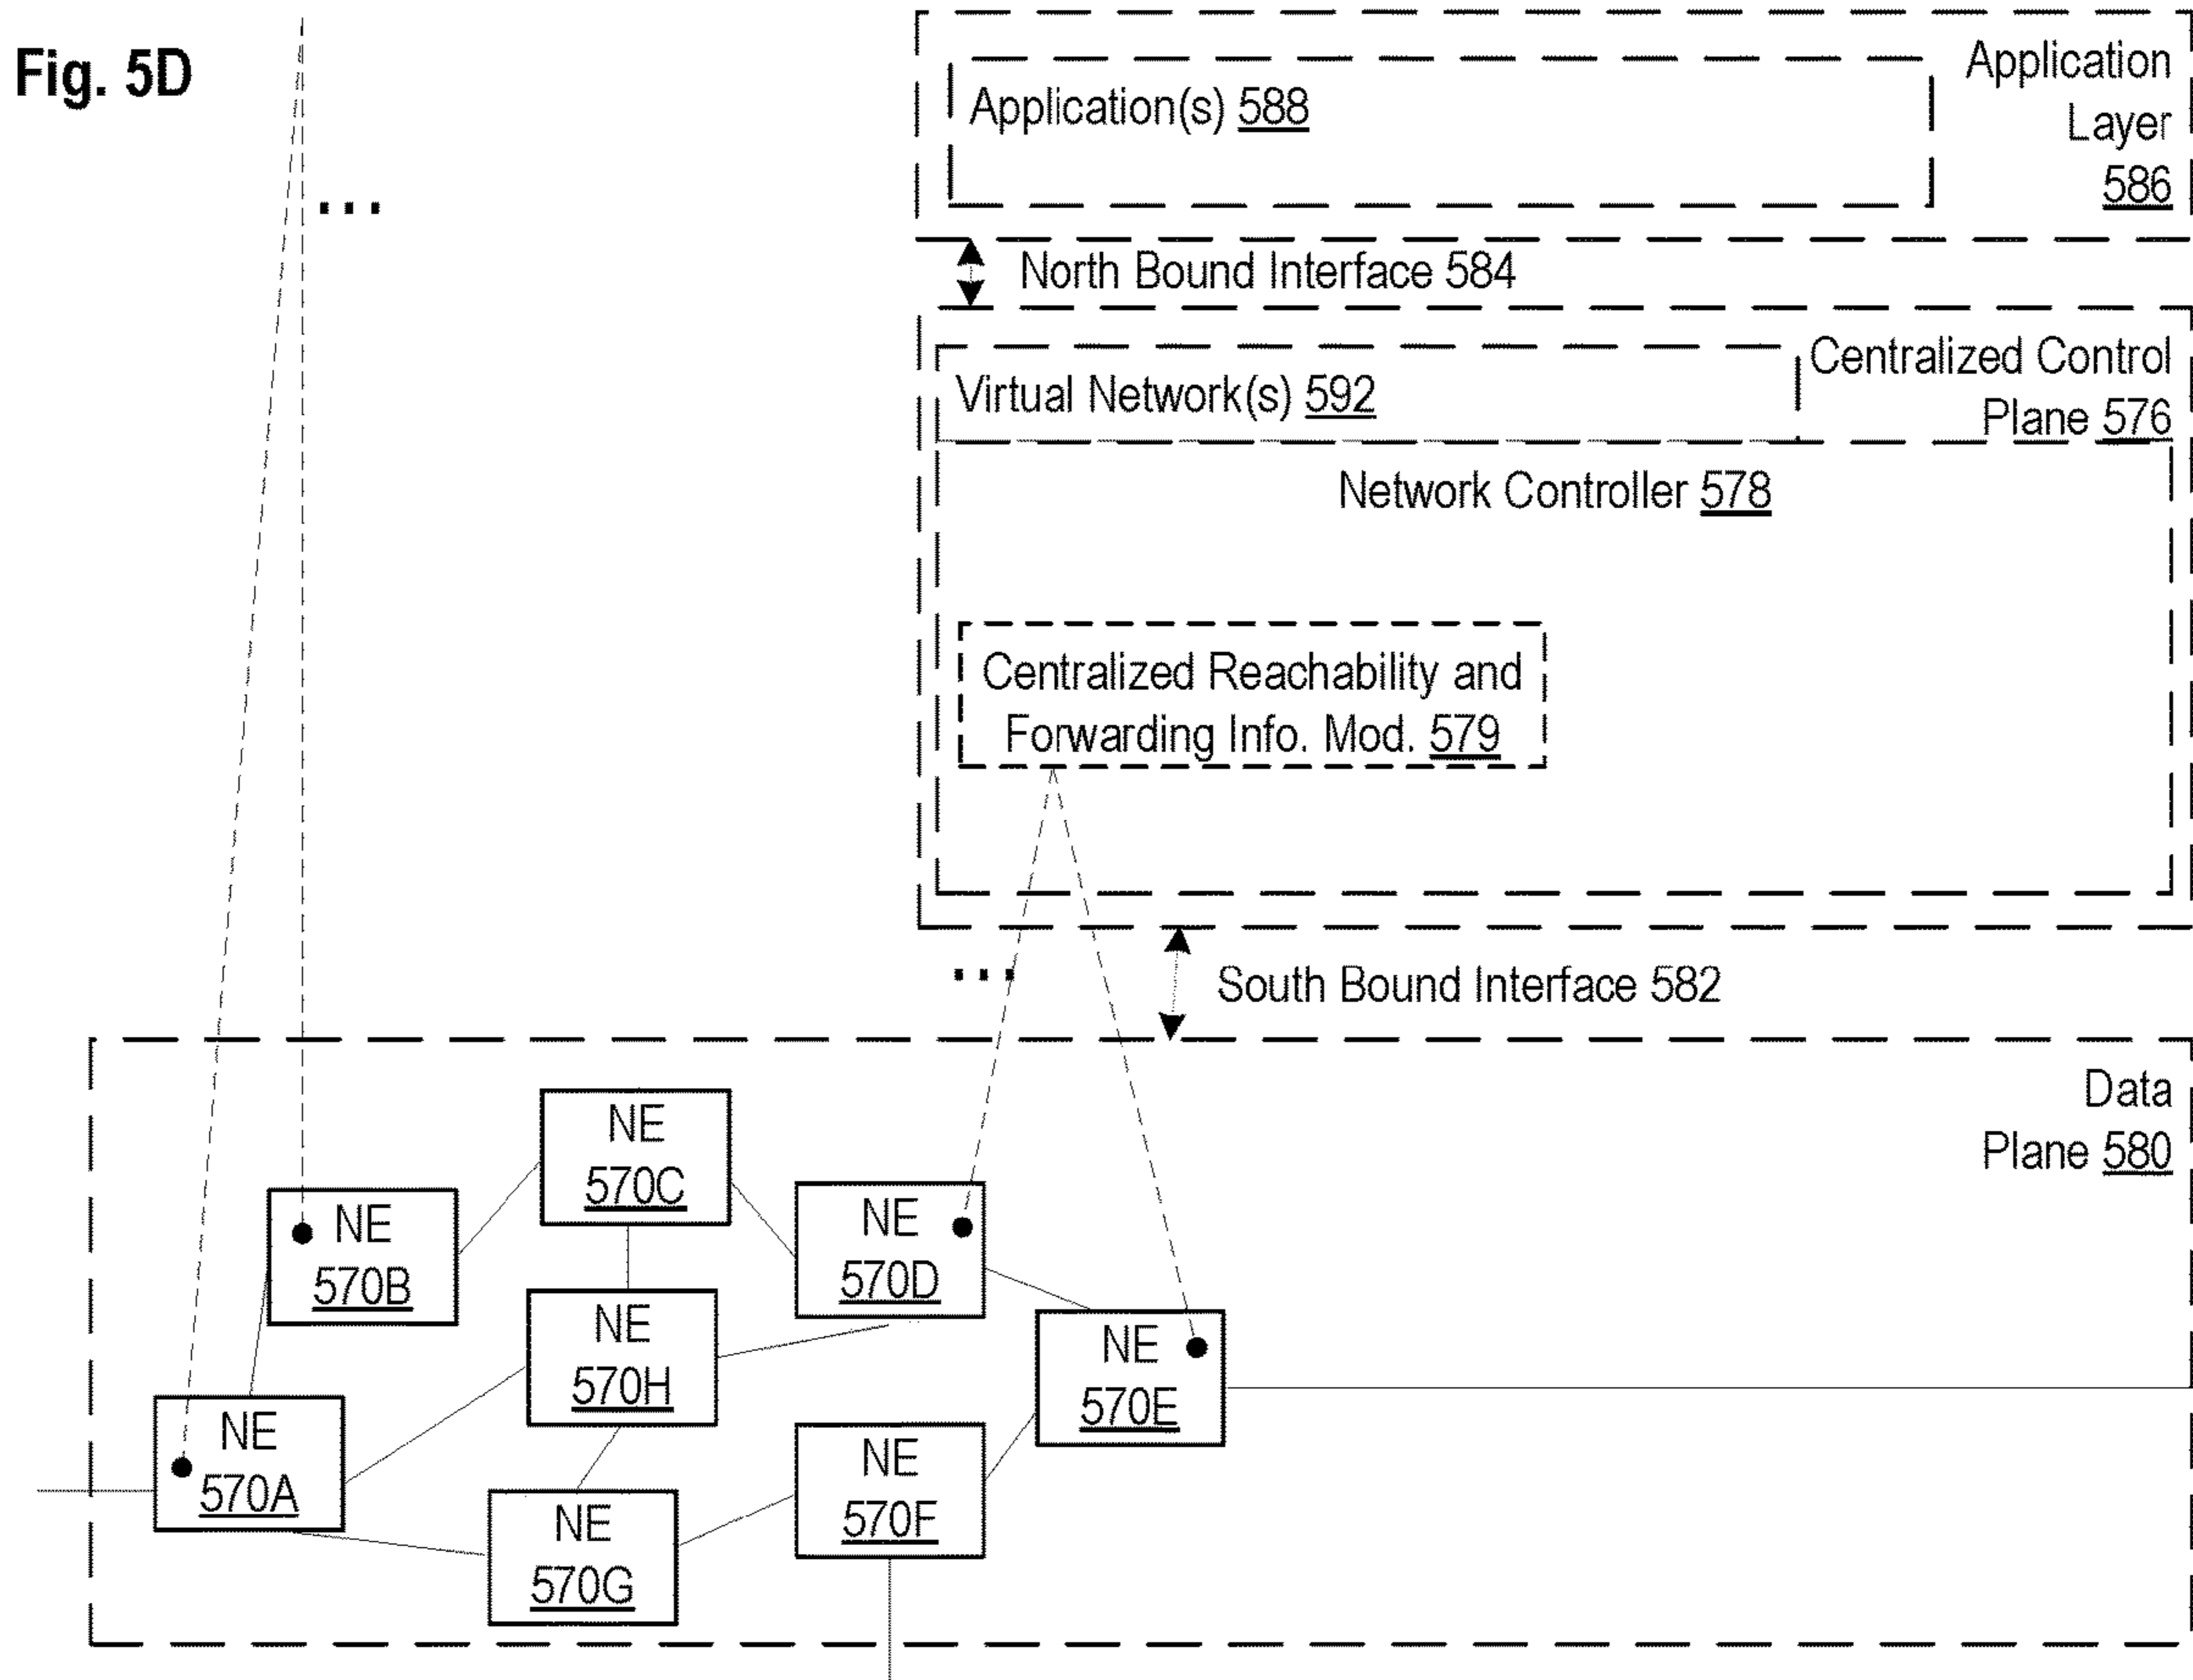 Fig. 5D
Application(s) 588
Application
Layer
586
North Bound Interface 584
Virtual Network(s) 592
Centralized Control
Plane 576
Network Controller 578
Centralized Reachability and
Forwarding Info. Mod. 579
...
...
South Bound Interface 582
Data
Plane 580
NE
570C
NE
570B
NE
570D
NE
570H
NE
570E
NE
570A
NE
570F
NE
570G